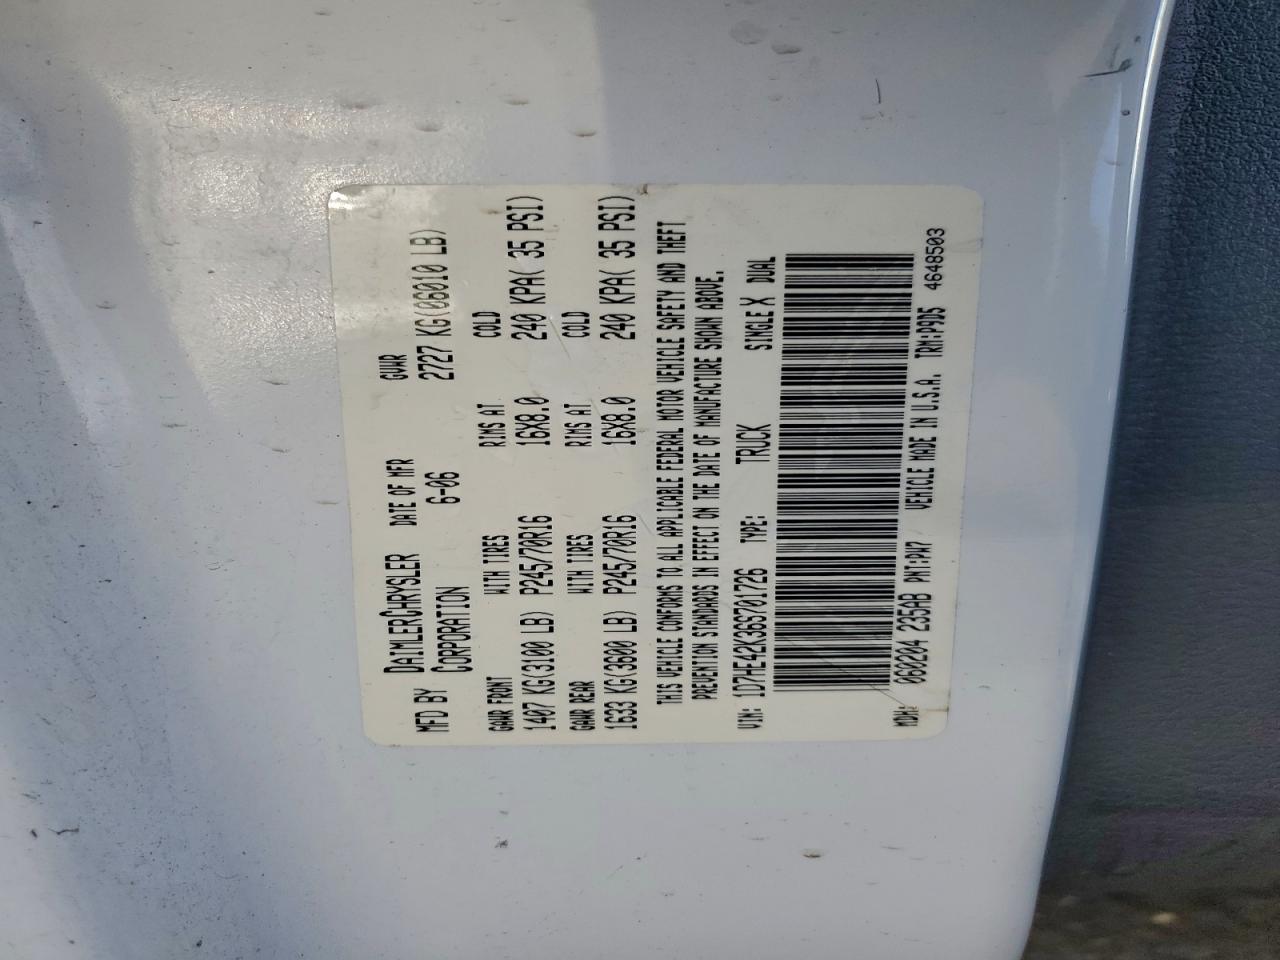 MFD BY DAIMLERCHRYSLER DATE OF MFR GVWR
CORPORATION 6-06 2727 KG(06010 LB)
GAWR FRONT WITH TIRES RIMS AT COLD
1407 KG(3100 LB) P245/70R16 16X8.0 240 KPA( 35 PSI)
GAWR REAR WITH TIRES RIMS AT COLD
1633 KG(3600 LB) P245/70R16 16X8.0 240 KPA( 35 PSI)
THIS VEHICLE CONFORMS TO ALL APPLICABLE FEDERAL MOTOR VEHICLE SAFETY AND THEFT
PREVENTION STANDARDS IN EFFECT ON THE DATE OF MANUFACTURE SHOWN ABOVE.
VIN: 1D7HE42K36S701726 TYPE: TRUCK SINGLE X DUAL
MDH: 060204 235AB PNT:PW7 VEHICLE MADE IN U.S.A. TRM:P9D5 4648503